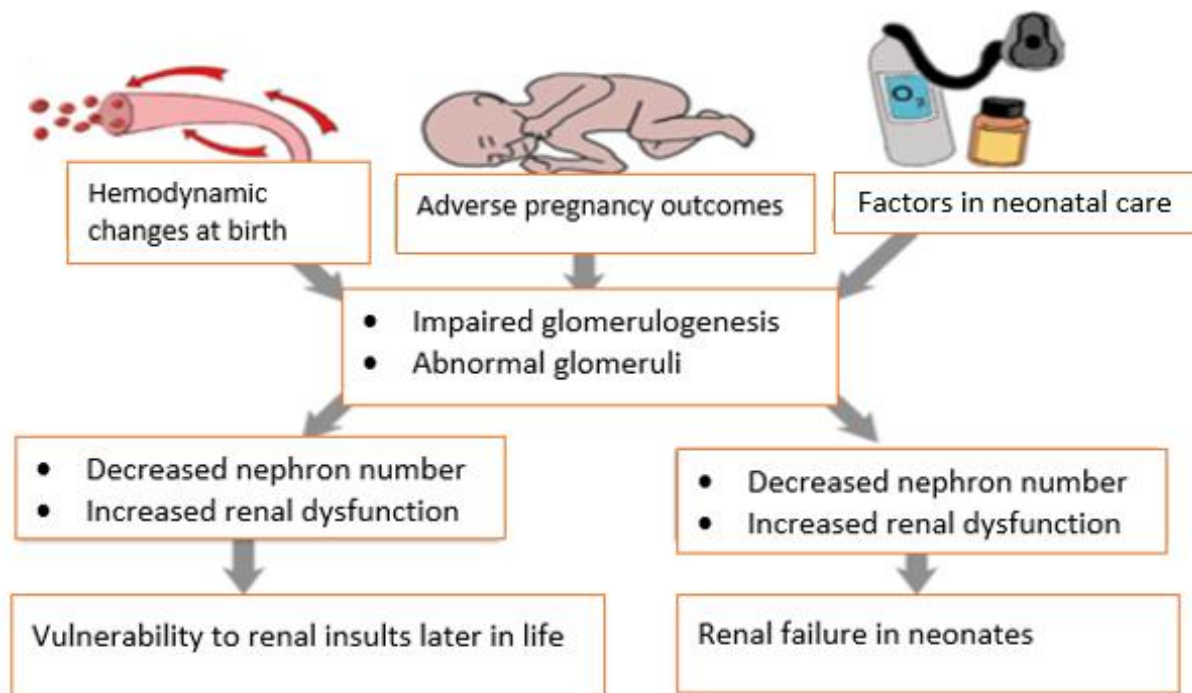 O2
Hemodynamic
changes at birth
Adverse pregnancy outcomes
Factors in neonatal care
• Impaired glomerulogenesis
• Abnormal glomeruli
• Decreased nephron number
• Increased renal dysfunction
• Decreased nephron number
• Increased renal dysfunction
Vulnerability to renal insults later in life
Renal failure in neonates